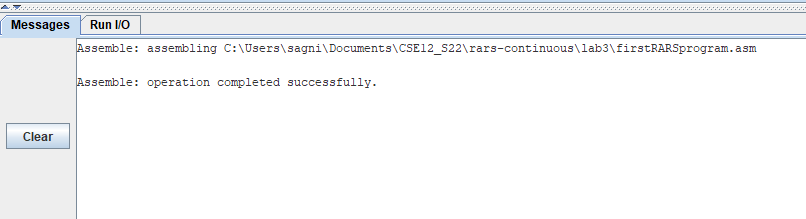 Messages Run I/O
Assemble: assembling C:\Users\sagni\Documents\CSE12_S22\rars-continuous\lab3\firstRARSprogram.asm
Assemble: operation completed successfully.
Clear